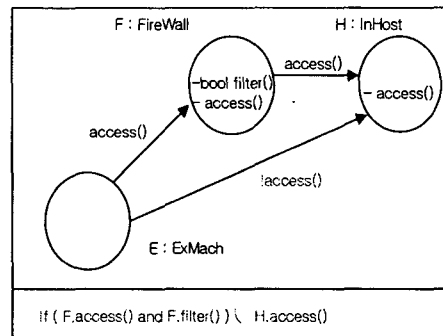 F : FireWall
H : InHost
access()
-bool filter()
- access()
- access()
access()
!access()
E : ExMach
If ( F.access() and F.filter() ) \ H.access()